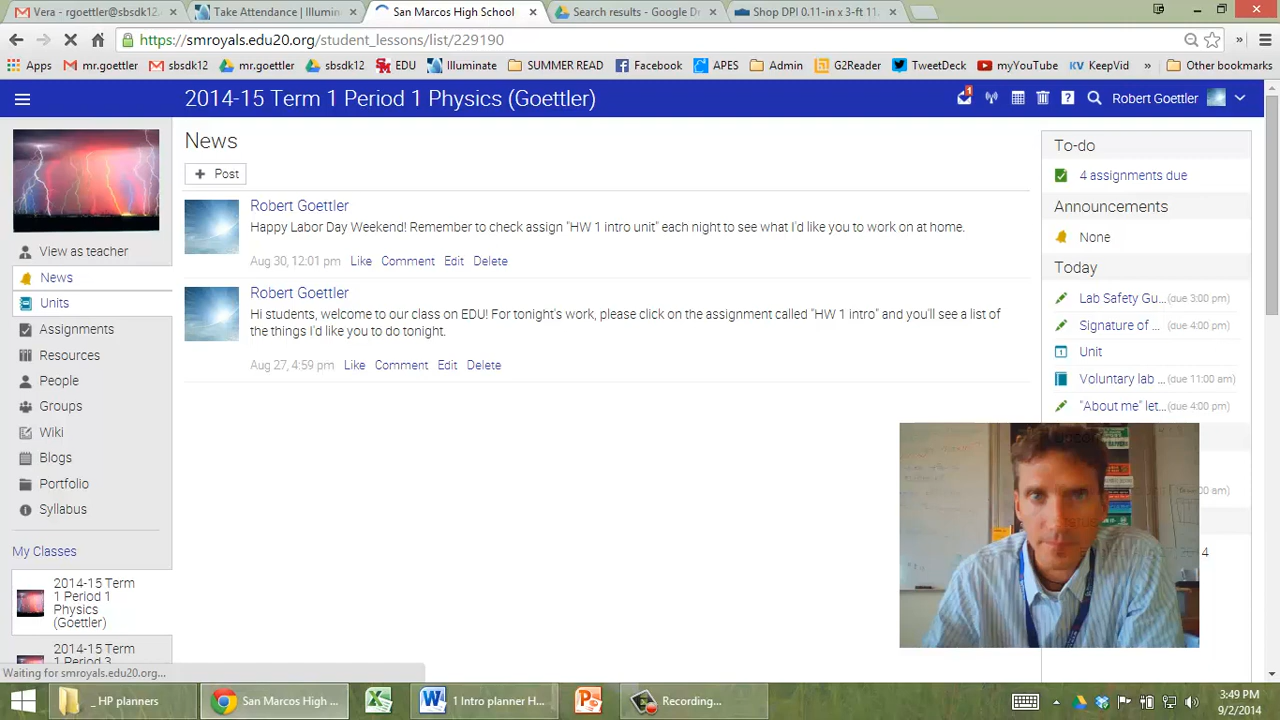 Vera - rgoettler@sbsdk12
Take Attendance | Illumin
San Marcos High School
Search results - Google D
Shop DPI 0.11-in x 3-ft 11.
https://smroyals.edu20.org/student_lessons/list/229190
Apps mr.goettler sbsdk12 mr.goettler sbsdk12 EDU Illuminate SUMMER READ Facebook APES Admin G2Reader TweetDeck myYouTube KV KeepVid » Other bookmarks
2014-15 Term 1 Period 1 Physics (Goettler)
1
Robert Goettler
View as teacher
News
Units
Assignments
Resources
People
Groups
Wiki
Blogs
Portfolio
Syllabus
My Classes
2014-15 Term
1 Period 1
Physics
(Goettler)
2014-15 Term
1 Period 3
News
+ Post
Robert Goettler
Happy Labor Day Weekend! Remember to check assign "HW 1 intro unit" each night to see what I'd like you to work on at home.
Aug 30, 12:01 pm Like Comment Edit Delete
Robert Goettler
Hi students, welcome to our class on EDU! For tonight's work, please click on the assignment called "HW 1 intro" and you'll see a list of
the things I'd like you to do tonight.
Aug 27, 4:59 pm Like Comment Edit Delete
To-do
4 assignments due
Announcements
None
Today
Lab Safety Gu... (due 3:00 pm)
Signature of ... (due 4:00 pm)
Unit
Voluntary lab ... (due 11:00 am)
"About me" let... (due 4:00 pm)
Waiting for smroyals.edu20.org...
_ HP planners
San Marcos High ...
1 Intro planner H...
Recording...
3:49 PM
9/2/2014